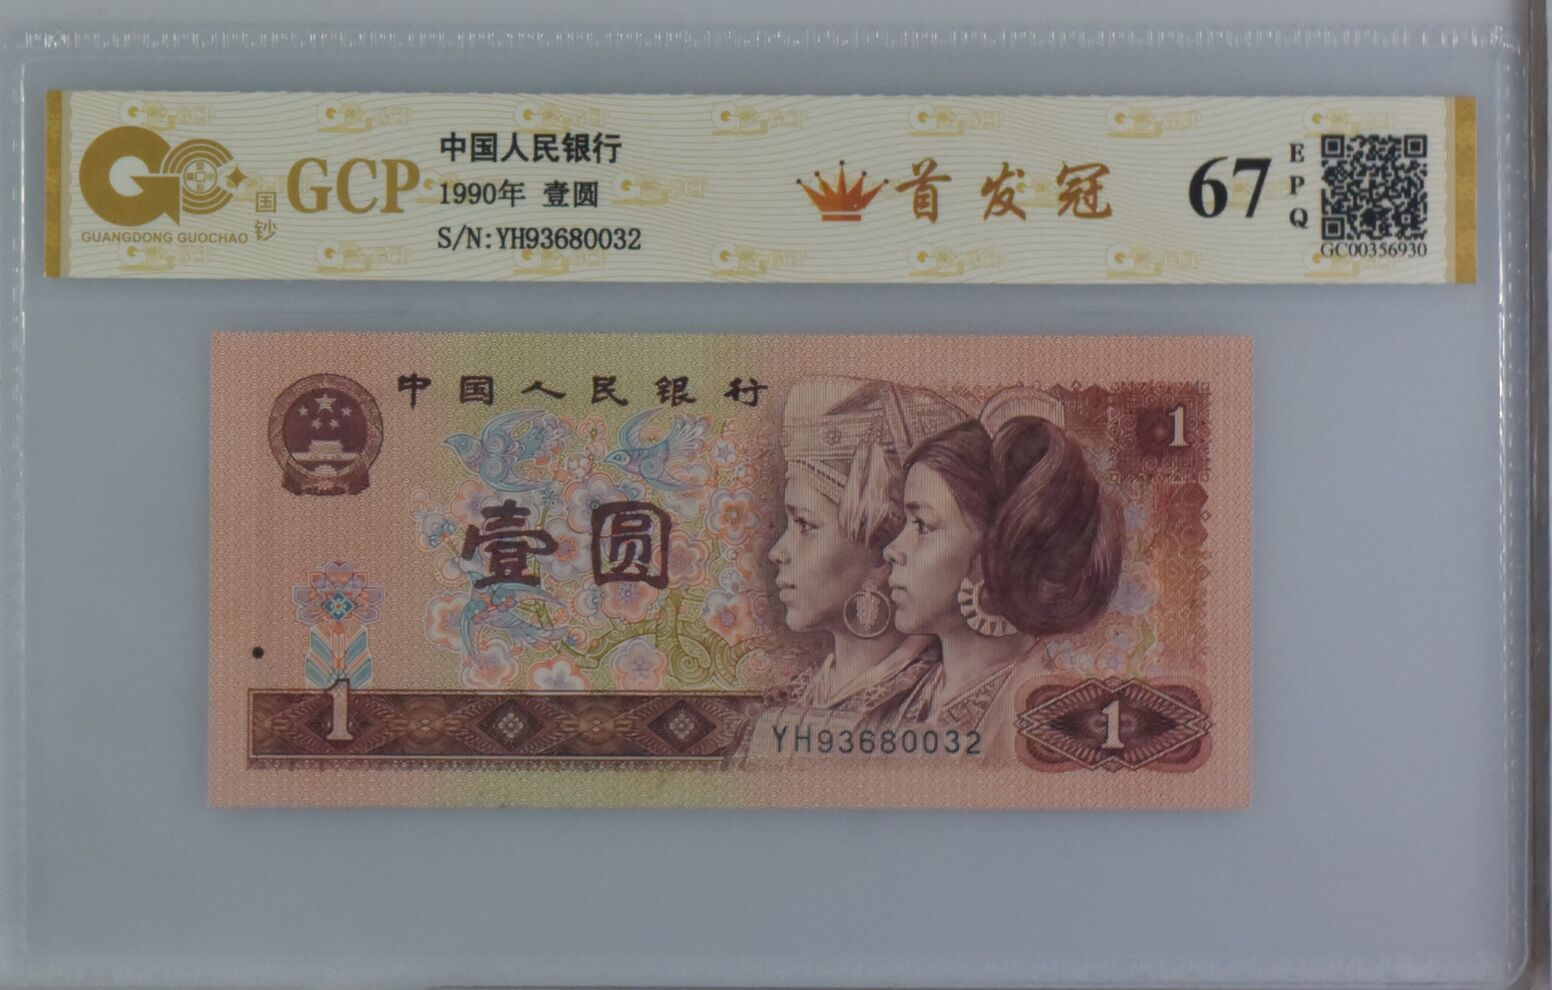 GUANGDONG GUOCHAO
国钞
GCP
中国人民银行
1990年 壹圆
S/N:YH93680032
首发冠
67
EPQ
GC00356930
中国人民银行
1
壹圆
1
YH93680032
1